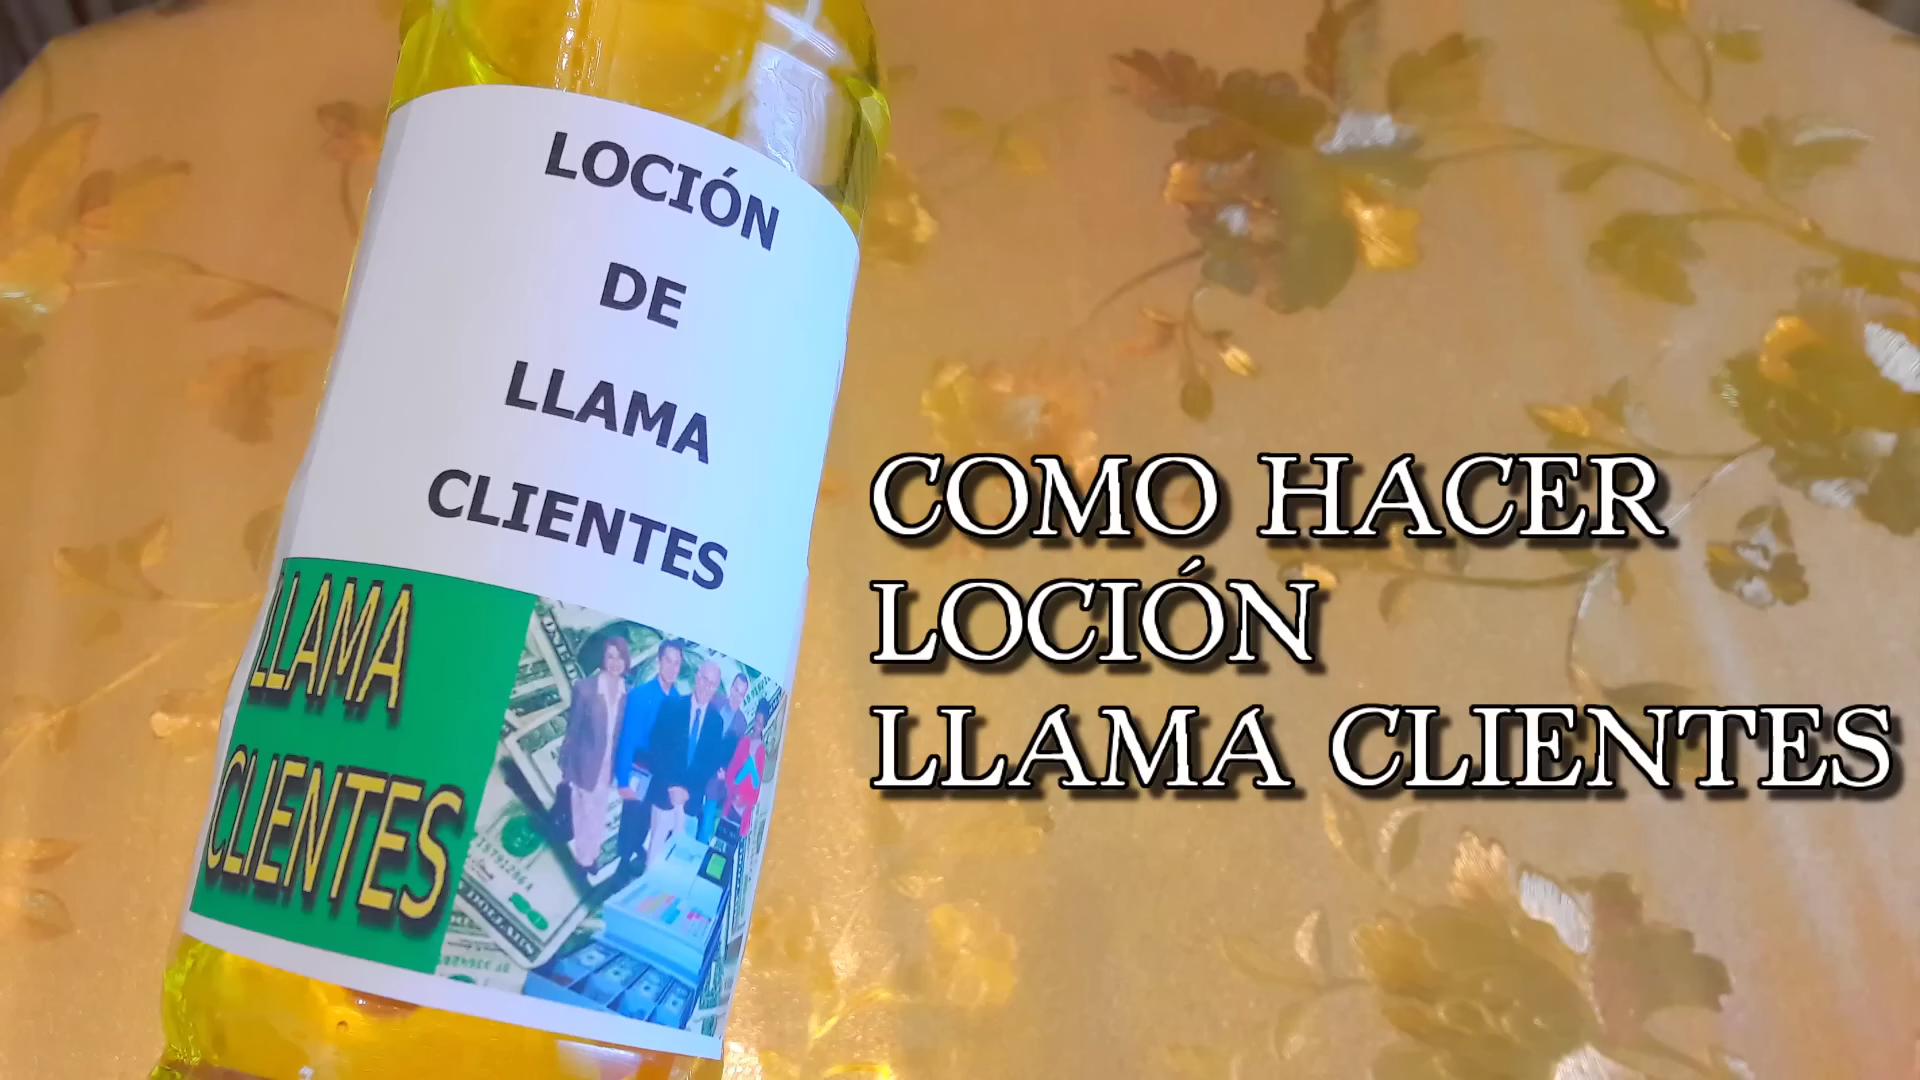 LOCIÓN
DE
LLAMA
CLIENTES
LLAMA
CLIENTES
COMO HACER
LOCIÓN
LLAMA CLIENTES